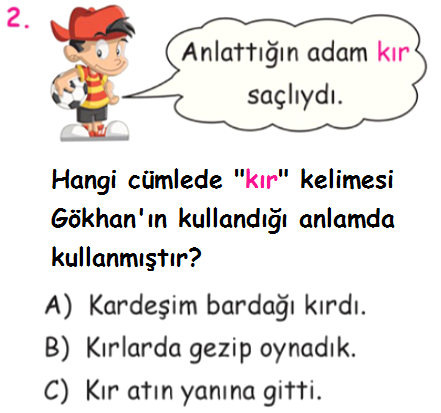 2.
Anlattığın adam kır
saçlıydı.
Hangi cümlede "kır" kelimesi
Gökhan'ın kullandığı anlamda
kullanmıştır?
A) Kardeşim bardağı kırdı.
B) Kırlarda gezip oynadık.
C) Kır atın yanına gitti.